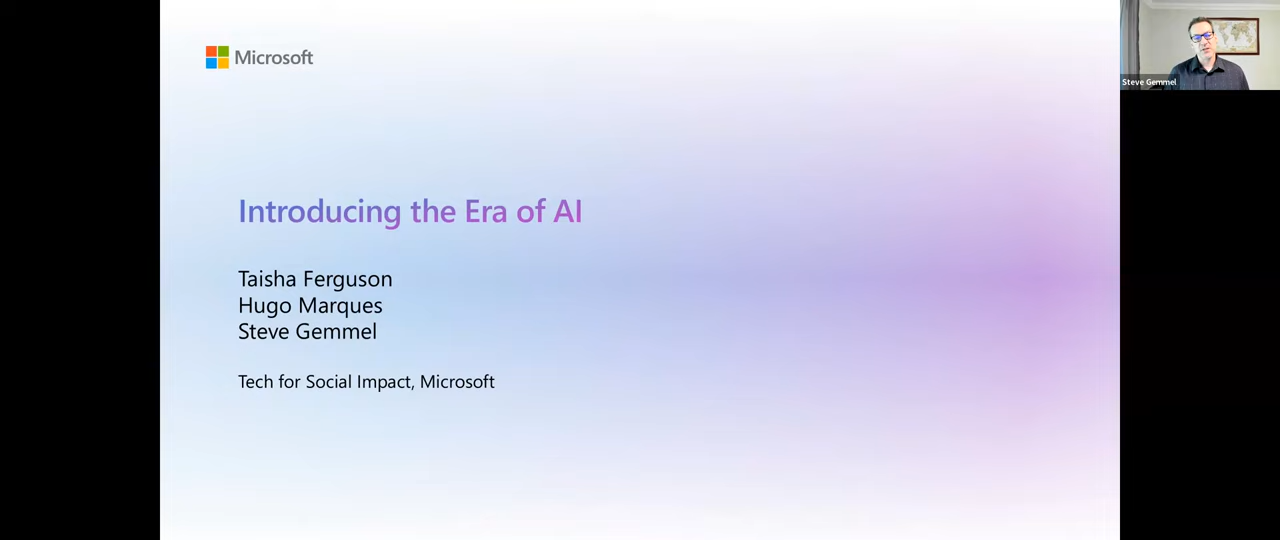 Microsoft
Introducing the Era of AI
Taisha Ferguson
Hugo Marques
Steve Gemmel
Tech for Social Impact, Microsoft
Steve Gemmel